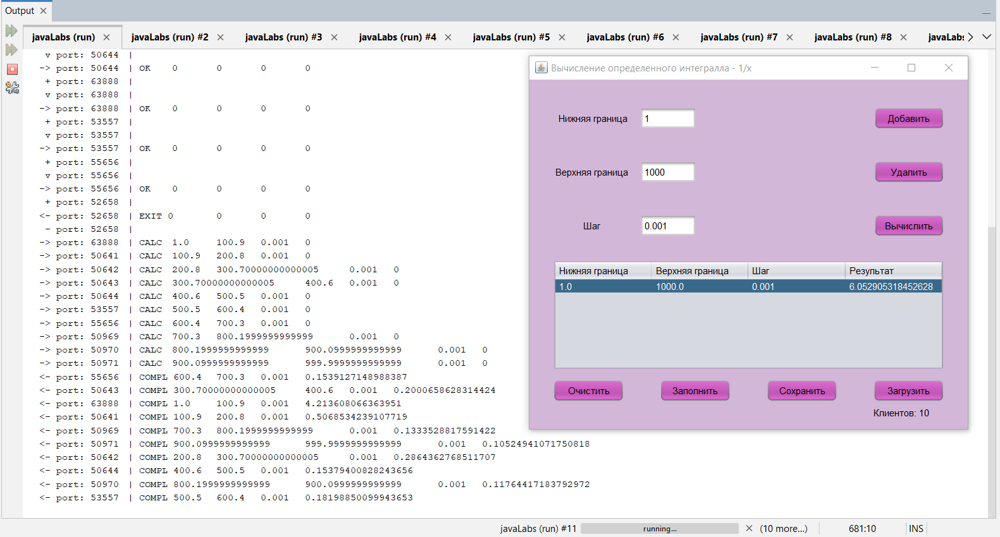 Output
javaLabs (run) javaLabs (run) #2 javaLabs (run) #3 javaLabs (run) #4 javaLabs (run) #5 javaLabs (run) #6 javaLabs (run) #7 javaLabs (run) #8 javaLabs
v port: 50644 |
-> port: 50644 | OK 0 0 0 0
+ port: 63888 |
v port: 63888 |
-> port: 63888 | OK 0 0 0 0
+ port: 53557 |
v port: 53557 |
-> port: 53557 | OK 0 0 0 0
+ port: 55656 |
v port: 55656 |
-> port: 55656 | OK 0 0 0 0
+ port: 52658 |
<- port: 52658 | EXIT 0 0 0 0
- port: 52658 |
-> port: 63888 | CALC 1.0 100.9 0.001 0
-> port: 50641 | CALC 100.9 200.8 0.001 0
-> port: 50642 | CALC 200.8 300.70000000000005 0.001 0
-> port: 50643 | CALC 300.70000000000005 400.6 0.001 0
-> port: 50644 | CALC 400.6 500.5 0.001 0
-> port: 53557 | CALC 500.5 600.4 0.001 0
-> port: 55656 | CALC 600.4 700.3 0.001 0
-> port: 50969 | CALC 700.3 800.1999999999999 0.001 0
-> port: 50970 | CALC 800.1999999999999 900.0999999999999 0.001 0
-> port: 50971 | CALC 900.0999999999999 999.9999999999999 0.001 0
<- port: 55656 | COMPL 600.4 700.3 0.001 0.1539127148988387
<- port: 50643 | COMPL 300.70000000000005 400.6 0.001 0.2000658628314424
<- port: 63888 | COMPL 1.0 100.9 0.001 4.213608066363951
<- port: 50641 | COMPL 100.9 200.8 0.001 0.5068534239107719
<- port: 50969 | COMPL 700.3 800.1999999999999 0.001 0.1333528817591422
<- port: 50971 | COMPL 900.0999999999999 999.9999999999999 0.001 0.10524941071750818
<- port: 50642 | COMPL 200.8 300.70000000000005 0.001 0.2864362768511707
<- port: 50644 | COMPL 400.6 500.5 0.001 0.15379400828243656
<- port: 50970 | COMPL 800.1999999999999 900.0999999999999 0.001 0.11764417183792972
<- port: 53557 | COMPL 500.5 600.4 0.001 0.18198850099943653
Вычисление определенного интегралла - 1/x
Нижняя граница 1 Добавить
Верхняя граница 1000 Удалить
Шаг 0.001 Вычислить
Нижняя граница Верхняя граница Шаг Результат
1.0 1000.0 0.001 6.052905318452628
Очистить Заполнить Сохранить Загрузить
Клиентов: 10
javaLabs (run) #11 running... (10 more...) 681:10 INS